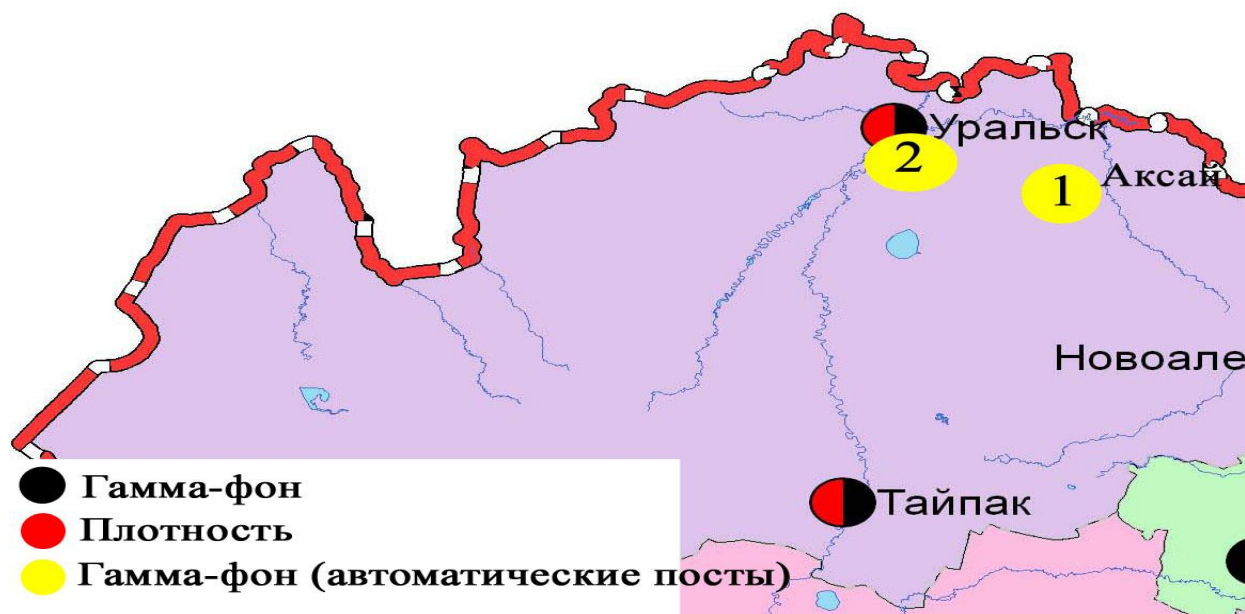 Уральск
2
1
Аксай
Новоале
Гамма-фон
Тайпак
Плотность
Гамма-фон (автоматические посты)